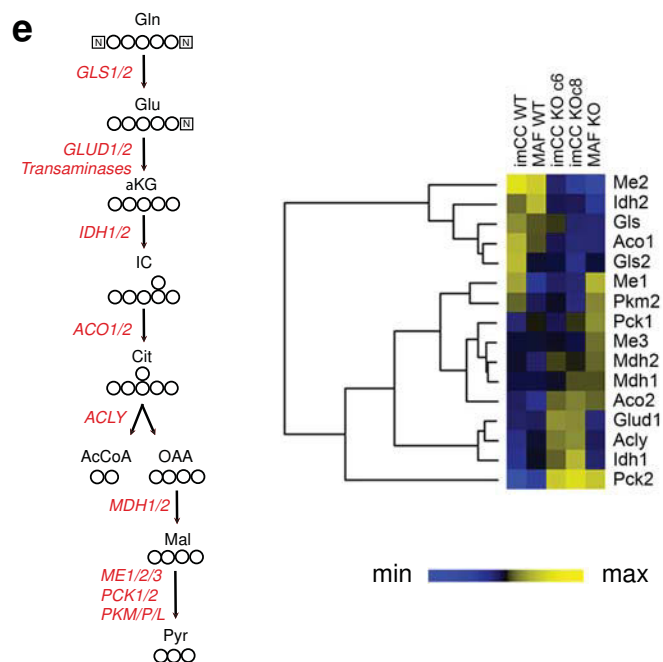 e
Gln
N N
GLS1/2
Glu
N
GLUD1/2
Transaminases
aKG
IDH1/2
IC
ACO1/2
Cit
ACLY
AcCoA OAA
MDH1/2
Mal
ME1/2/3
PCK1/2
PKM/P/L
Pyr
imCC WT
MAF WT
imCC KO c6
imCC KOc8
MAF KO
Me2
Idh2
Gls
Aco1
Gls2
Me1
Pkm2
Pck1
Me3
Mdh2
Mdh1
Aco2
Glud1
Acly
Idh1
Pck2
min max